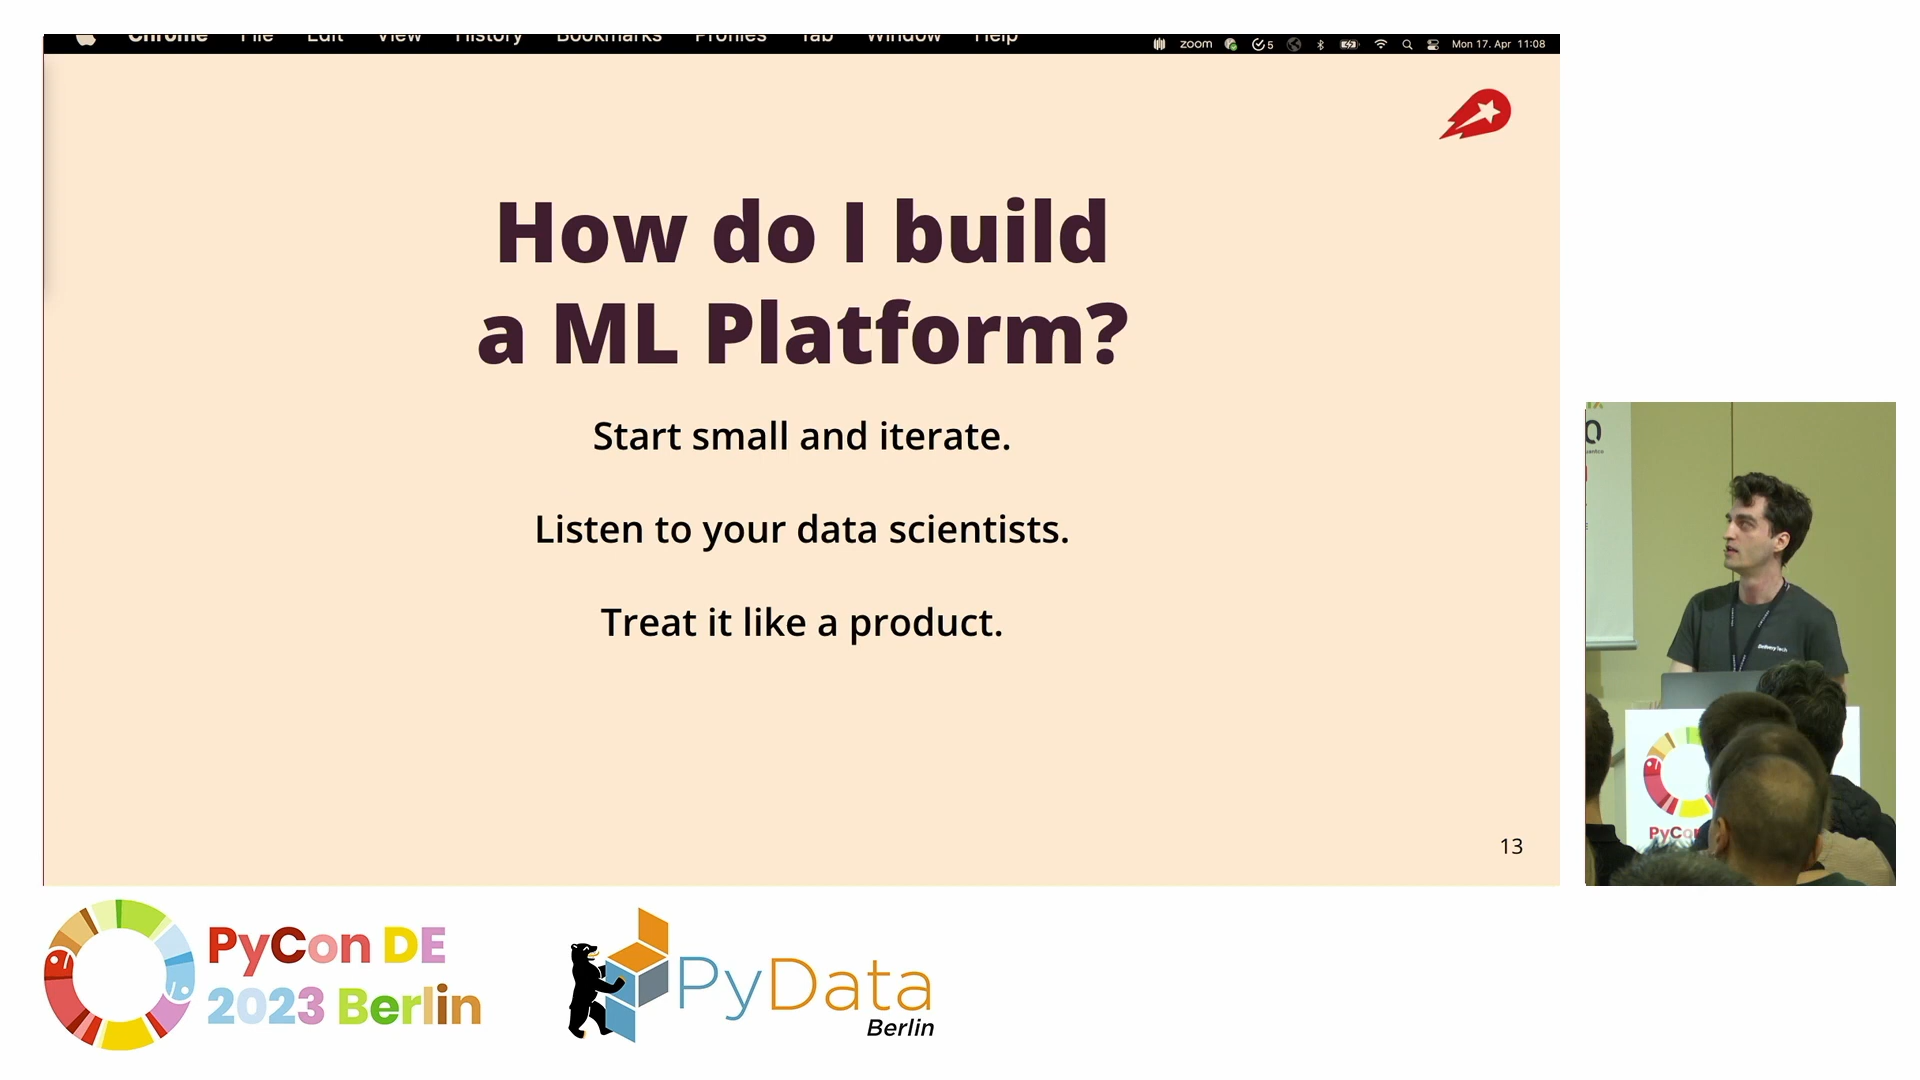 Chrome File Edit View History Bookmarks Profiles Tab Window Help
zoom 5 Mon 17. Apr 11:08
How do I build
a ML Platform?
Start small and iterate.
Listen to your data scientists.
Treat it like a product.
13
DeliveryTech
PyCon DE
2023 Berlin
PyData
Berlin